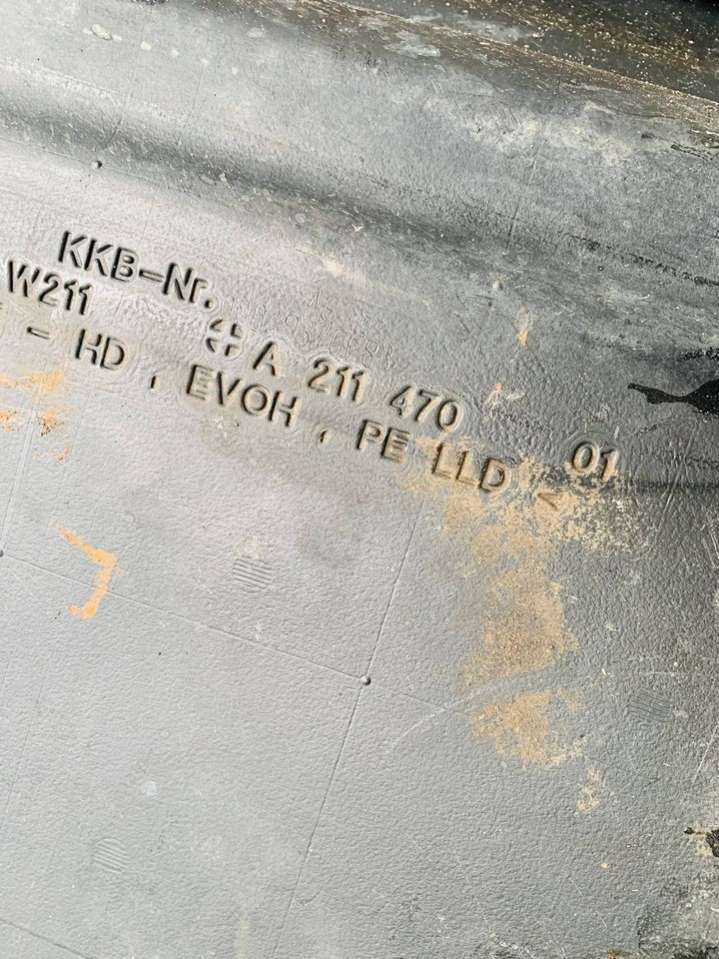 KKB-Nr.
W211 A 211 470 01
- HD , EVOH , PE LLD <